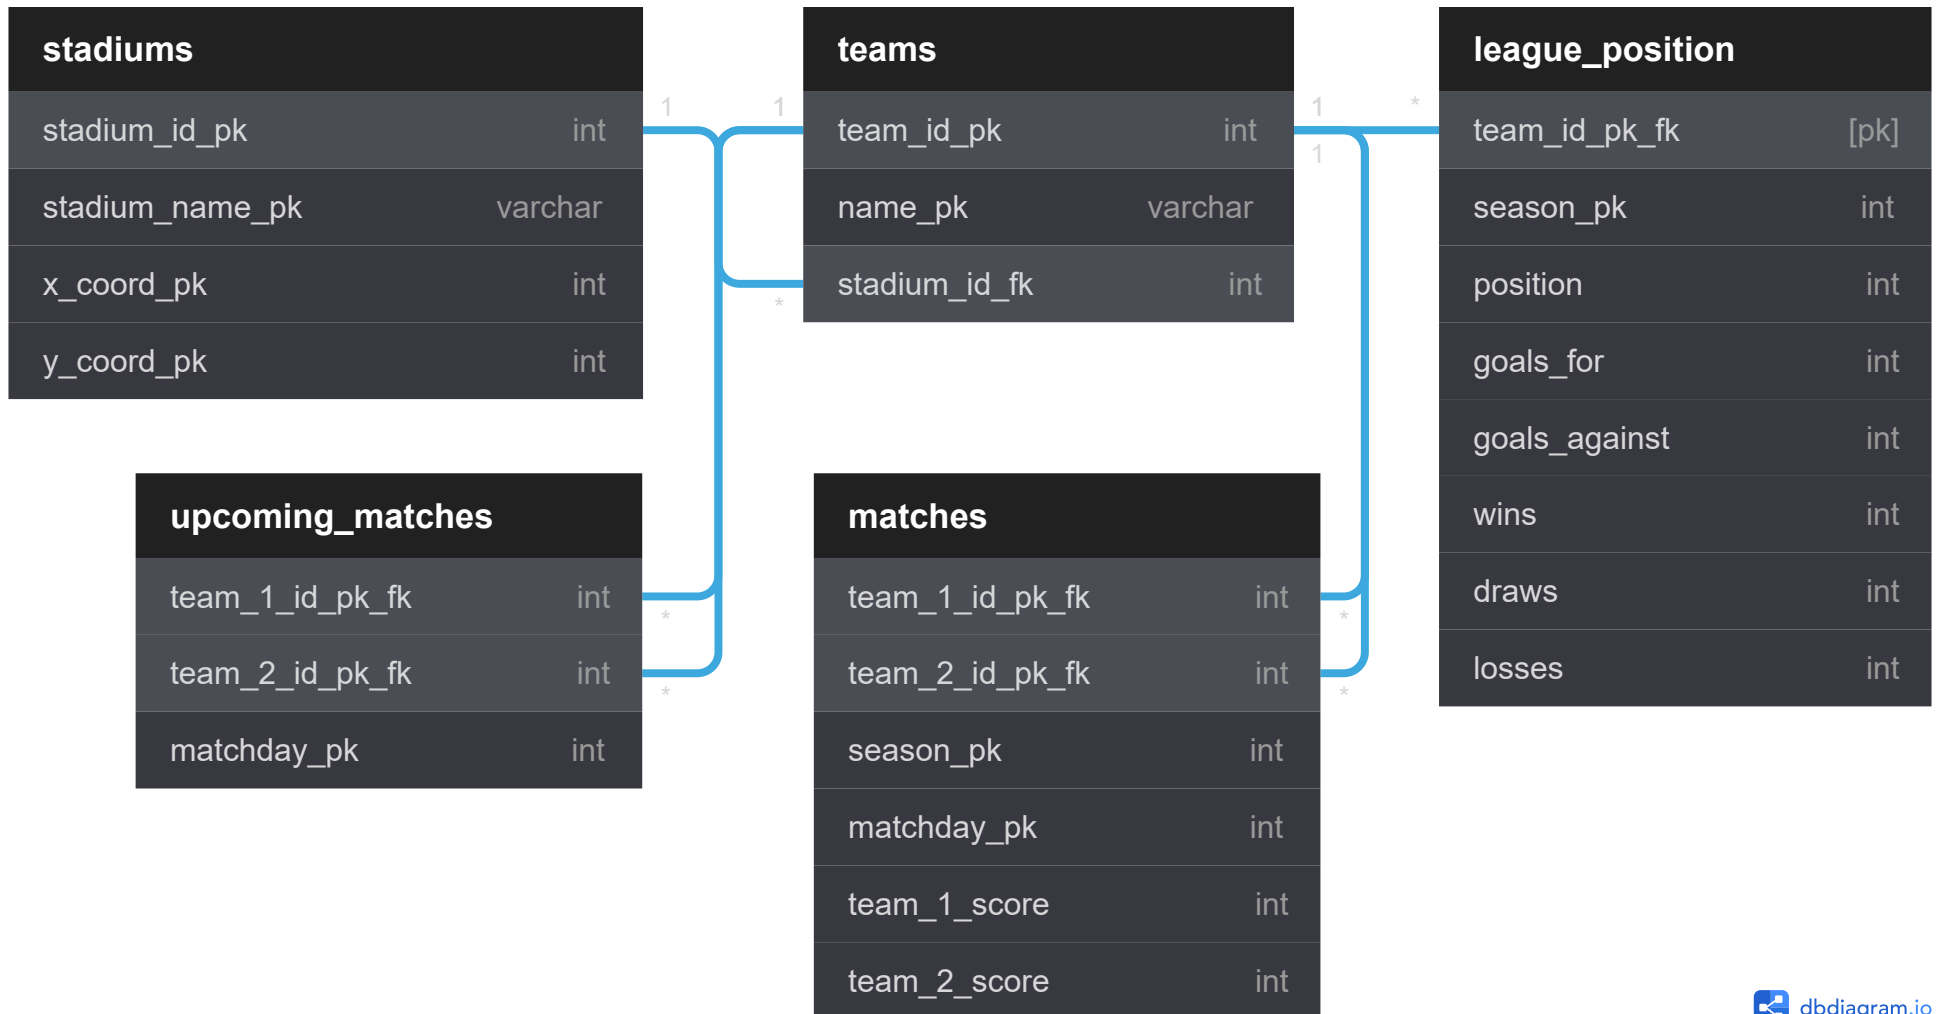 stadiums
stadium_id_pk int
stadium_name_pk varchar
x_coord_pk int
y_coord_pk int
1
1
*
teams
team_id_pk int
name_pk varchar
stadium_id_fk int
1
*
1
league_position
team_id_pk_fk [pk]
season_pk int
position int
goals_for int
goals_against int
wins int
draws int
losses int
upcoming_matches
team_1_id_pk_fk int
*
team_2_id_pk_fk int
*
matchday_pk int
matches
team_1_id_pk_fk int
*
team_2_id_pk_fk int
*
season_pk int
matchday_pk int
team_1_score int
team_2_score int
dbdiagram.io